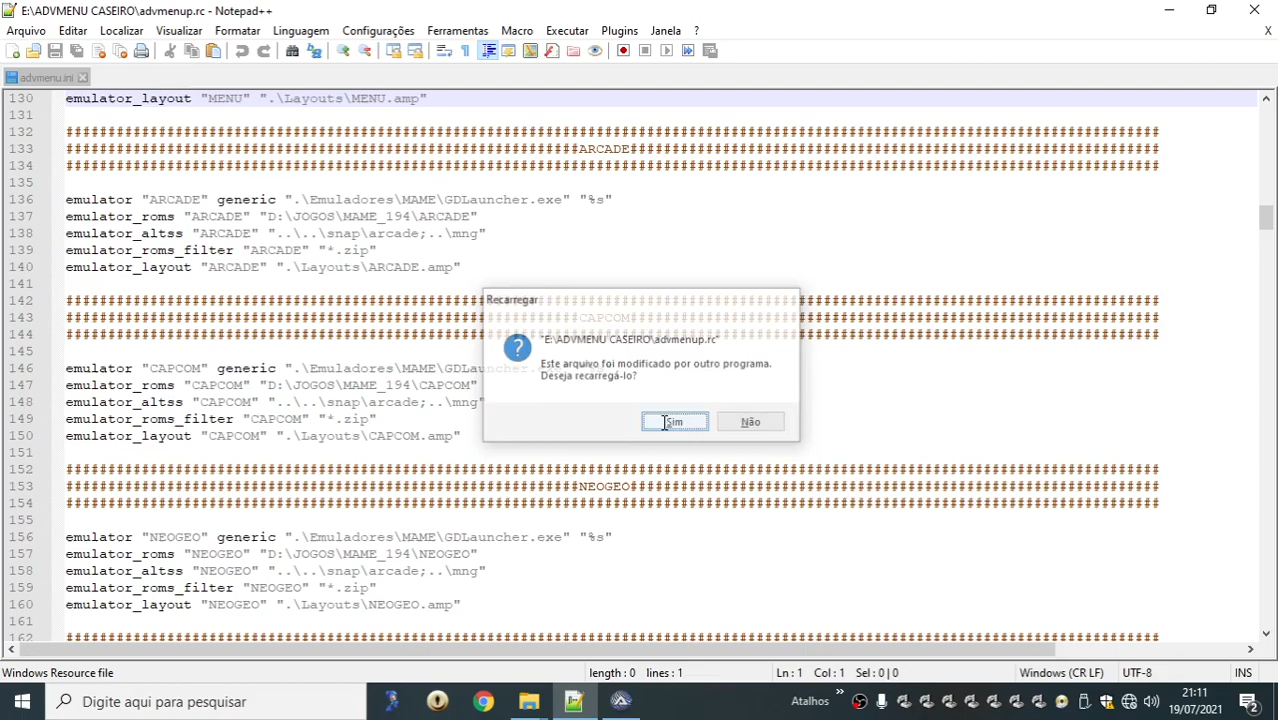 E:\ADVMENU CASEIRO\advmenup.rc - Notepad++
Arquivo Editar Localizar Visualizar Formatar Linguagem Configurações Ferramentas Macro Executar Plugins Janela ? X
advmenu.ini
130 emulator_layout "MENU" ".\Layouts\MENU.amp"
131
132 ##################################################################################################################################
133 #############################################################ARCADE###############################################################
134 ##################################################################################################################################
135
136 emulator "ARCADE" generic ".\Emuladores\MAME\GDLauncher.exe" "%s"
137 emulator_roms "ARCADE" "D:\JOGOS\MAME_194\ARCADE"
138 emulator_altss "ARCADE" "..\..\snap\arcade;..\mng"
139 emulator_roms_filter "ARCADE" "*.zip"
140 emulator_layout "ARCADE" ".\Layouts\ARCADE.amp"
141
142 ##################################################################################################################################
143 #############################################################CAPCOM###############################################################
144 ##################################################################################################################################
145
146 emulator "CAPCOM" generic ".\Emuladores\MAME\GDLauncher.
147 emulator_roms "CAPCOM" "D:\JOGOS\MAME_194\CAPCOM"
148 emulator_altss "CAPCOM" "..\..\snap\arcade;..\mng"
149 emulator_roms_filter "CAPCOM" "*.zip"
150 emulator_layout "CAPCOM" ".\Layouts\CAPCOM.amp"
151
152 ##################################################################################################################################
153 #############################################################NEOGEO###############################################################
154 ##################################################################################################################################
155
156 emulator "NEOGEO" generic ".\Emuladores\MAME\GDLauncher.exe" "%s"
157 emulator_roms "NEOGEO" "D:\JOGOS\MAME_194\NEOGEO"
158 emulator_altss "NEOGEO" "..\..\snap\arcade;..\mng"
159 emulator_roms_filter "NEOGEO" "*.zip"
160 emulator_layout "NEOGEO" ".\Layouts\NEOGEO.amp"
161
162 ##################################################################################################################################
Recarregar
"E:\ADVMENU CASEIRO\advmenup.rc"
Este arquivo foi modificado por outro programa.
Deseja recarregá-lo?
Sim Não
Windows Resource file length : 0 lines : 1 Ln : 1 Col : 1 Sel : 0 | 0 Windows (CR LF) UTF-8 INS
Digite aqui para pesquisar Atalhos » 21:11
19/07/2021 2